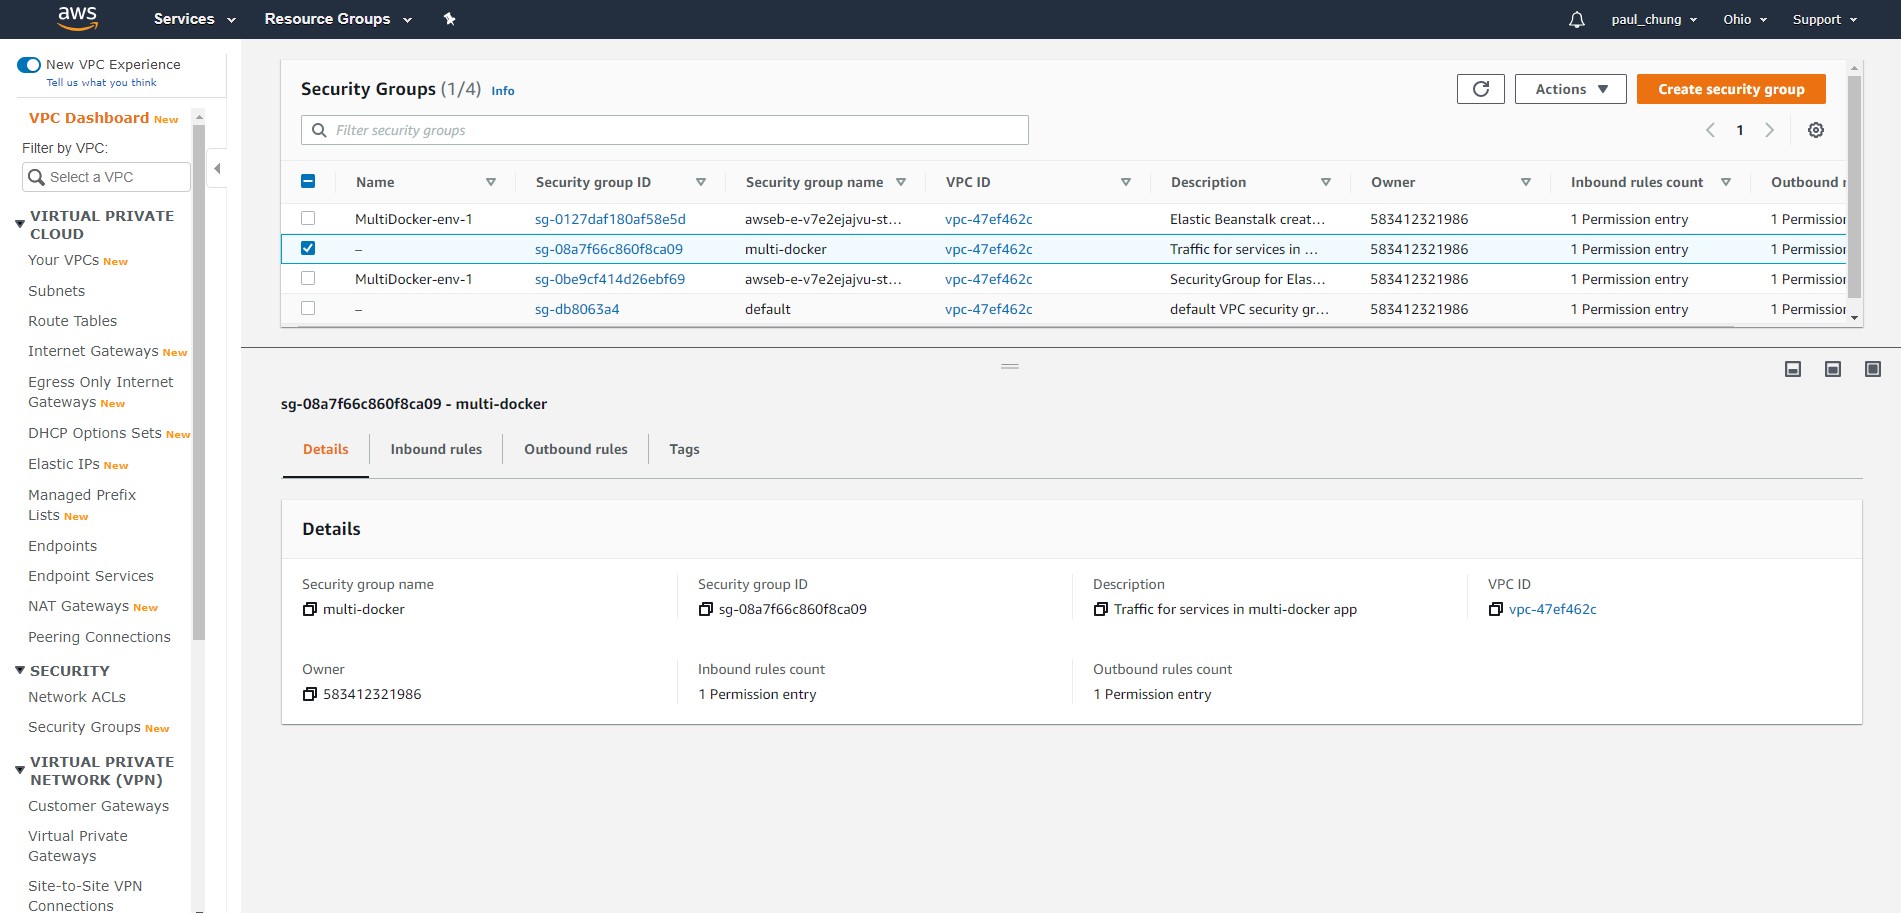 aws Services Resource Groups paul_chung Ohio Support
New VPC Experience
Tell us what you think
VPC Dashboard New
Filter by VPC:
Select a VPC
VIRTUAL PRIVATE
CLOUD
Your VPCs New
Subnets
Route Tables
Internet Gateways New
Egress Only Internet
Gateways New
DHCP Options Sets New
Elastic IPs New
Managed Prefix
Lists New
Endpoints
Endpoint Services
NAT Gateways New
Peering Connections
SECURITY
Network ACLs
Security Groups New
VIRTUAL PRIVATE
NETWORK (VPN)
Customer Gateways
Virtual Private
Gateways
Site-to-Site VPN
Connections
Security Groups (1/4) Info
Actions
Create security group
Filter security groups
1
Name Security group ID Security group name VPC ID Description Owner Inbound rules count Outbound r
MultiDocker-env-1 sg-0127daf180af58e5d awseb-e-v7e2ejajvu-st... vpc-47ef462c Elastic Beanstalk creat... 583412321986 1 Permission entry 1 Permission
– sg-08a7f66c860f8ca09 multi-docker vpc-47ef462c Traffic for services in ... 583412321986 1 Permission entry 1 Permission
MultiDocker-env-1 sg-0be9cf414d26ebf69 awseb-e-v7e2ejajvu-st... vpc-47ef462c SecurityGroup for Elas... 583412321986 1 Permission entry 1 Permission
– sg-db8063a4 default vpc-47ef462c default VPC security gr... 583412321986 1 Permission entry 1 Permission
sg-08a7f66c860f8ca09 - multi-docker
Details Inbound rules Outbound rules Tags
Details
Security group name
multi-docker
Security group ID
sg-08a7f66c860f8ca09
Description
Traffic for services in multi-docker app
VPC ID
vpc-47ef462c
Owner
583412321986
Inbound rules count
1 Permission entry
Outbound rules count
1 Permission entry